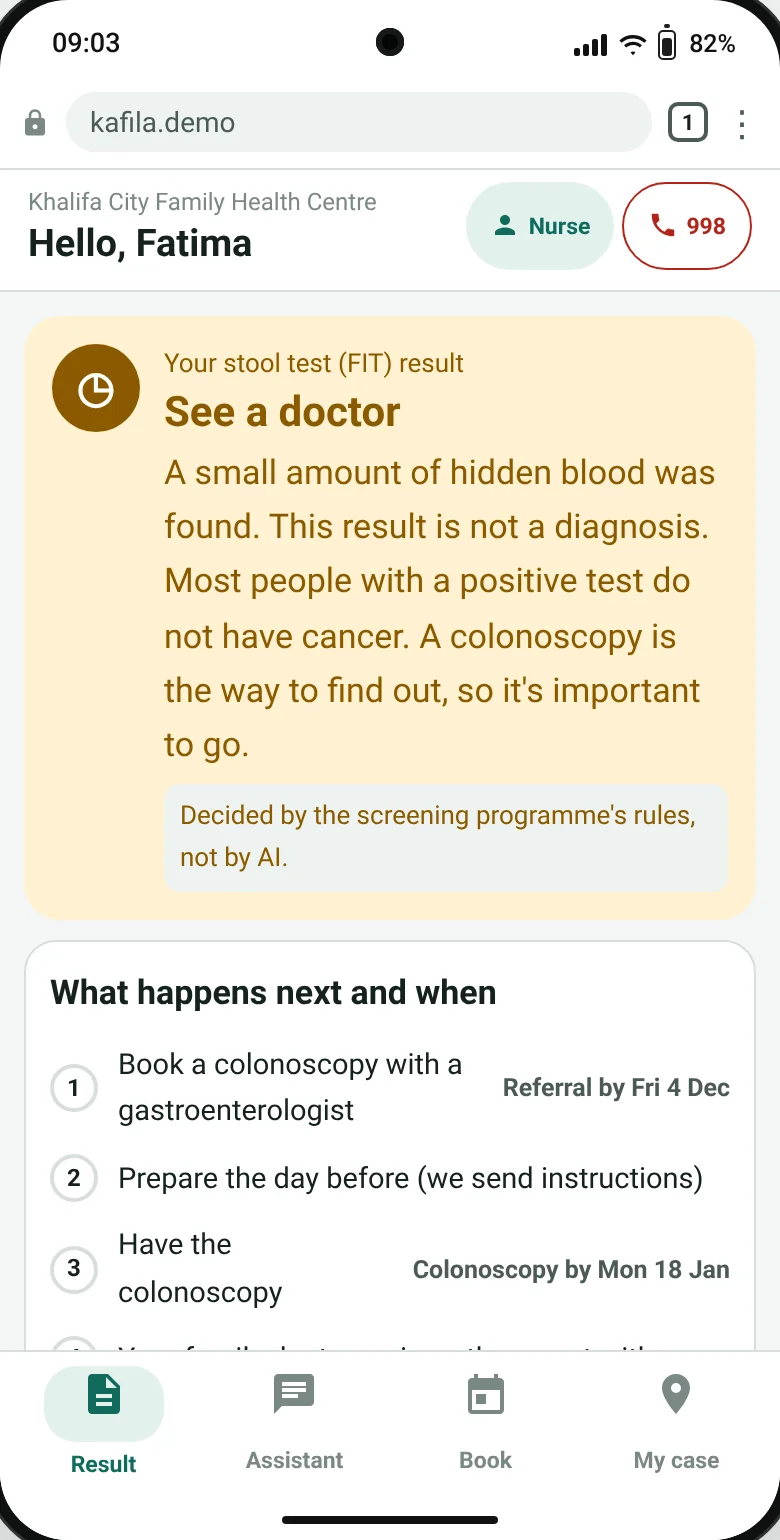 09:03
82%
kafila.demo
1
Khalifa City Family Health Centre
Hello, Fatima
Nurse
998
Your stool test (FIT) result
See a doctor
A small amount of hidden blood was
found. This result is not a diagnosis.
Most people with a positive test do
not have cancer. A colonoscopy is
the way to find out, so it's important
to go.
Decided by the screening programme's rules,
not by AI.
What happens next and when
1
Book a colonoscopy with a
gastroenterologist
Referral by Fri 4 Dec
2
Prepare the day before (we send instructions)
3
Have the
colonoscopy
Colonoscopy by Mon 18 Jan
Result
Assistant
Book
My case